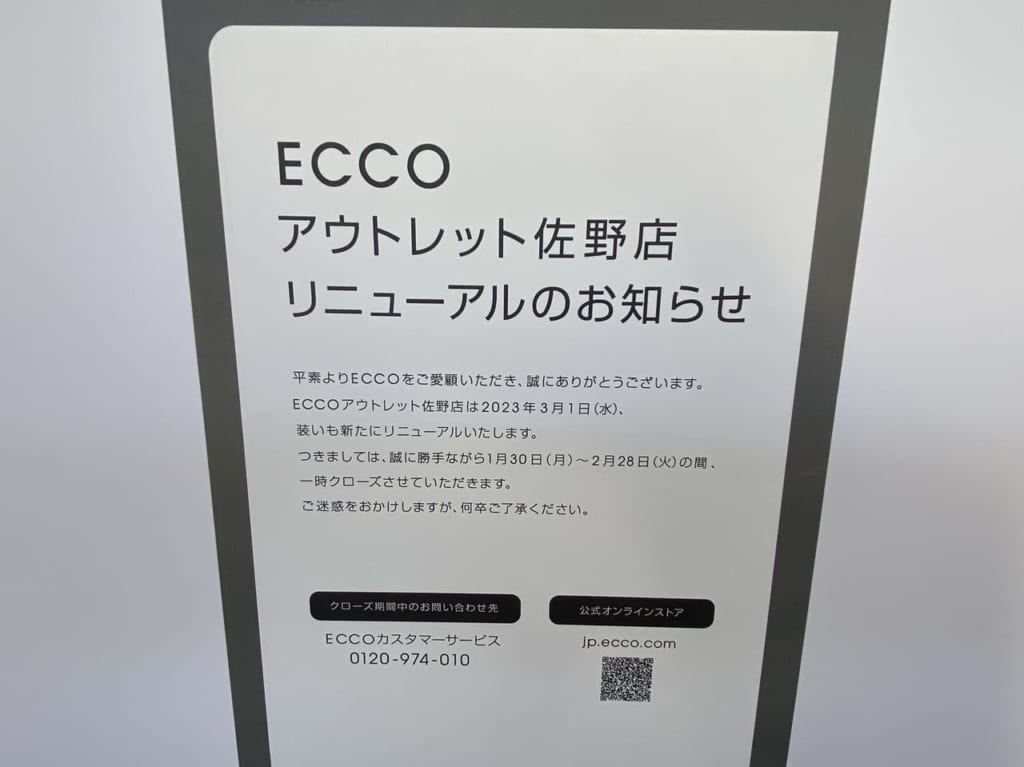 ECCO
アウトレット佐野店
リニューアルのお知らせ
平素よりECCOをご愛顧いただき、誠にありがとうございます。
ECCOアウトレット佐野店は2023年3月1日(水)、
装いも新たにリニューアルいたします。
つきましては、誠に勝手ながら1月30日(月)〜2月28日(火)の間、
一時クローズさせていただきます。
ご迷惑をおかけしますが、何卒ご了承ください。
クローズ期間中のお問い合わせ先
ECCOカスタマーサービス
0120-974-010
公式オンラインストア
jp.ecco.com